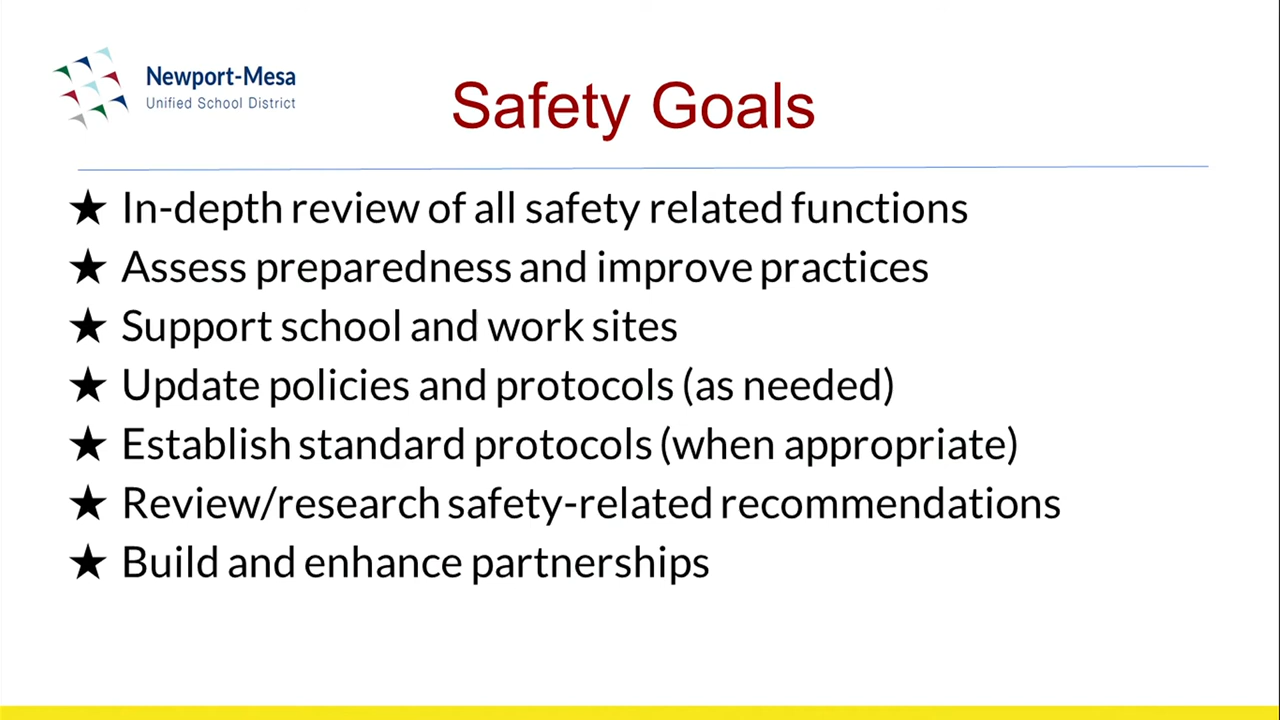 Newport-Mesa
Unified School District
Safety Goals
★ In-depth review of all safety related functions
★ Assess preparedness and improve practices
★ Support school and work sites
★ Update policies and protocols (as needed)
★ Establish standard protocols (when appropriate)
★ Review/research safety-related recommendations
★ Build and enhance partnerships